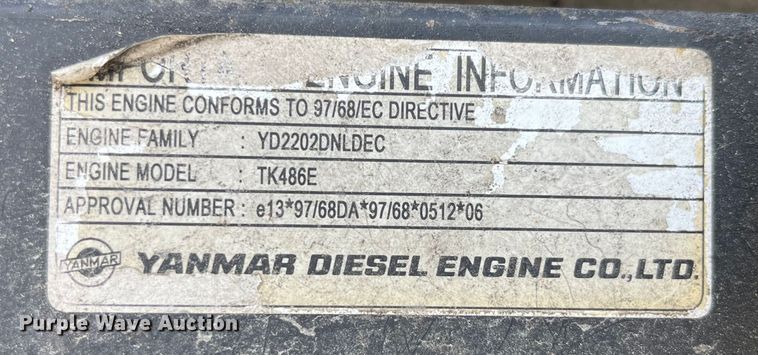 IMPORTANT ENGINE INFORMATION
THIS ENGINE CONFORMS TO 97/68/EC DIRECTIVE
ENGINE FAMILY : YD2202DNLDEC
ENGINE MODEL : TK486E
APPROVAL NUMBER : e13*97/68DA*97/68*0512*06
YANMAR YANMAR DIESEL ENGINE CO.,LTD.
Purple Wave Auction